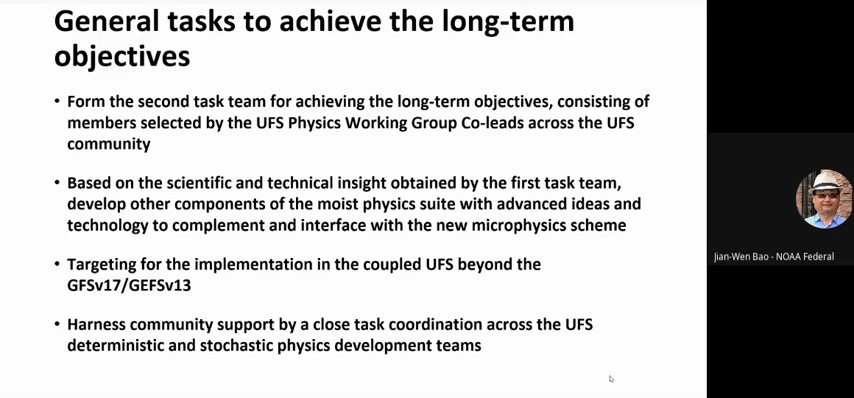 General tasks to achieve the long-term
objectives
• Form the second task team for achieving the long-term objectives, consisting of
members selected by the UFS Physics Working Group Co-leads across the UFS
community
• Based on the scientific and technical insight obtained by the first task team,
develop other components of the moist physics suite with advanced ideas and
technology to complement and interface with the new microphysics scheme
• Targeting for the implementation in the coupled UFS beyond the
GFSv17/GEFSv13
• Harness community support by a close task coordination across the UFS
deterministic and stochastic physics development teams
Jian-Wen Bao - NOAA Federal